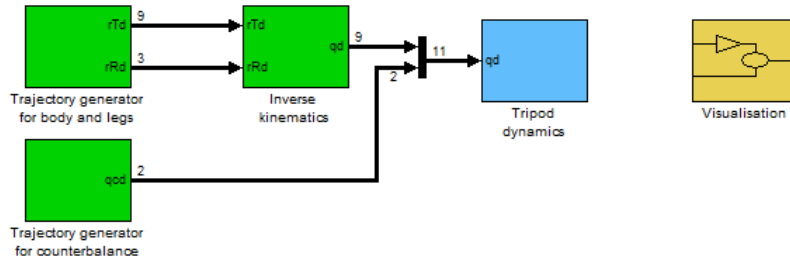 9
rTd
rTd
9
11
qd
3
2
qd
rRd
rRd
Trajectory generator
for body and legs
Inverse
kinematics
Tripod
dynamics
Visualisation
2
qcd
Trajectory generator
for counterbalance